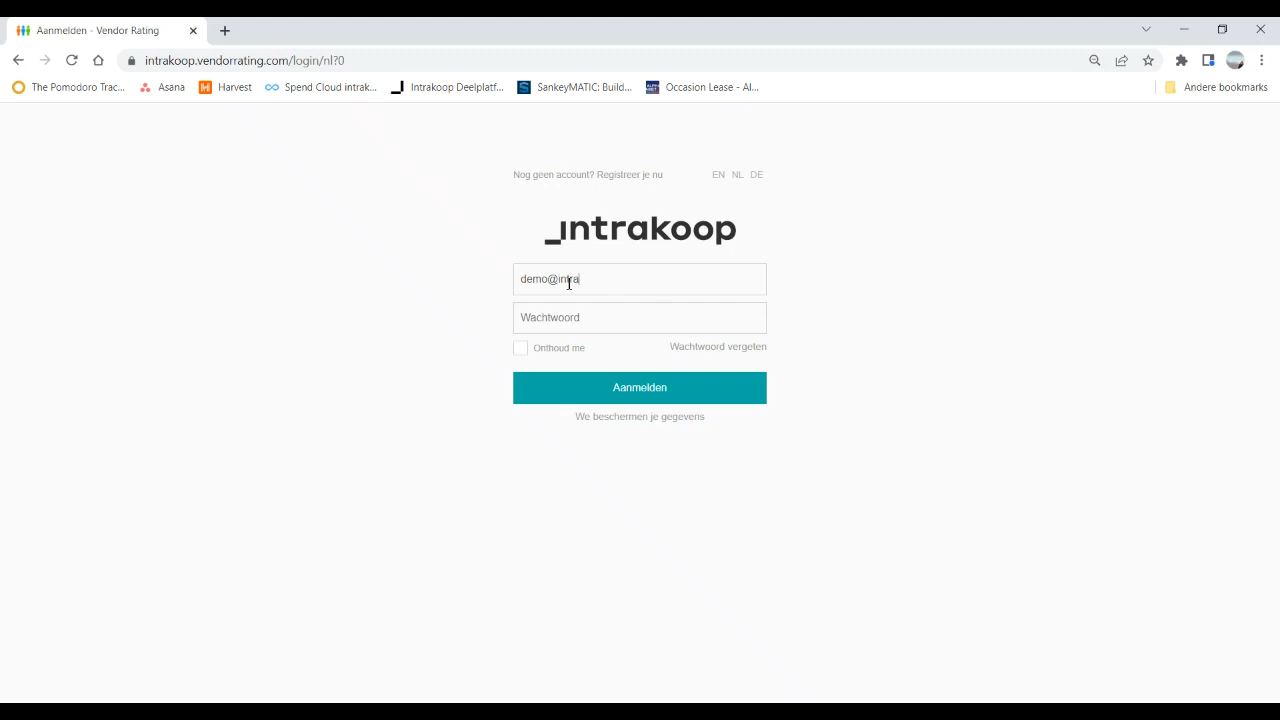 Aanmelden - Vendor Rating
intrakoop.vendorrating.com/login/nl?0
The Pomodoro Trac... Asana Harvest Spend Cloud intrak... Intrakoop Deelplatf... SankeyMATIC: Build... Occasion Lease - Al... Andere bookmarks
Nog geen account? Registreer je nu EN NL DE
_intrakoop
demo@intra
Wachtwoord
Onthoud me Wachtwoord vergeten
Aanmelden
We beschermen je gegevens